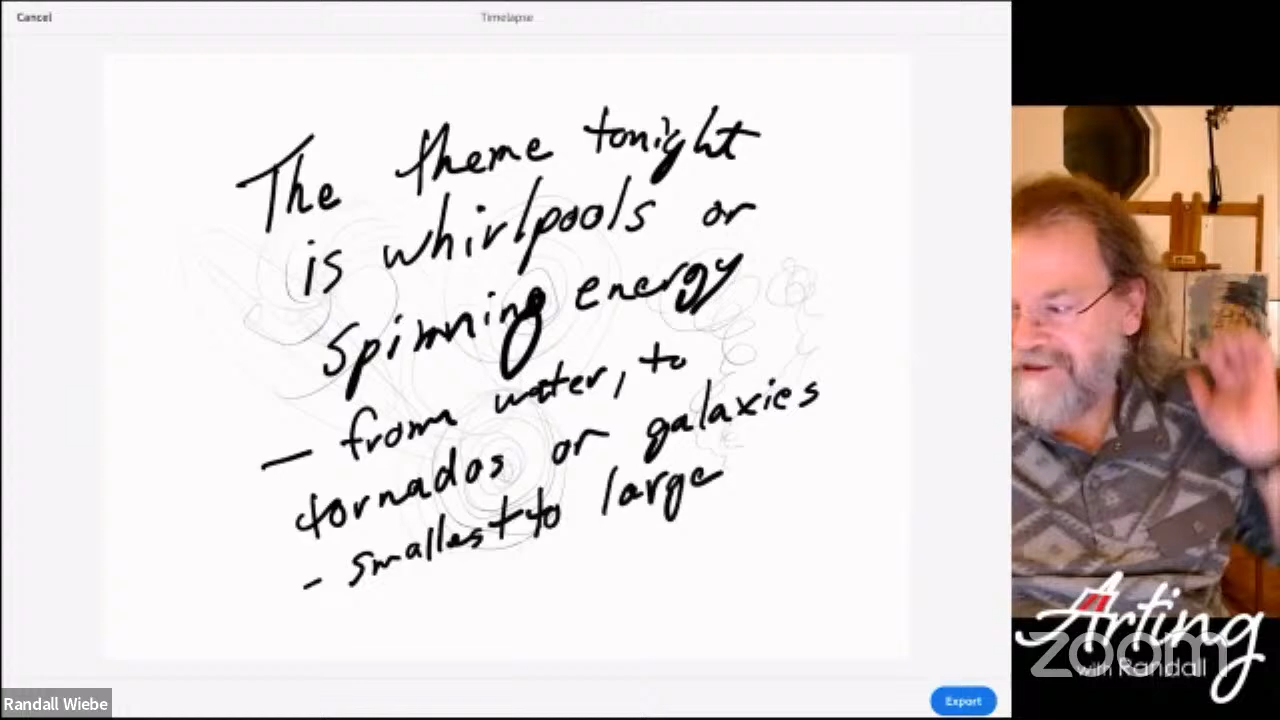 Cancel
Timelapse
The theme tonight
is whirlpools or
spinning energy
– from water, to
tornados or galaxies
- smallest to large
Export
Randall Wiebe
Arting
zoom
with Randall